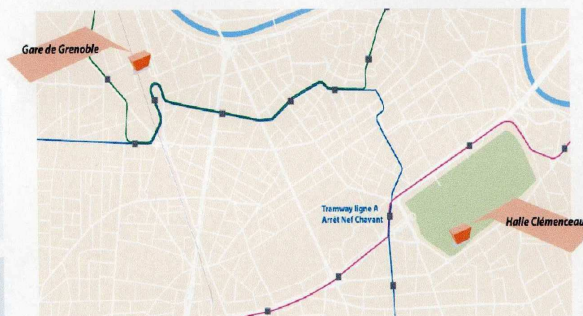 Gare de Grenoble
Tramway ligne A
Arrêt Nef Chavant
Halle Clémenceau